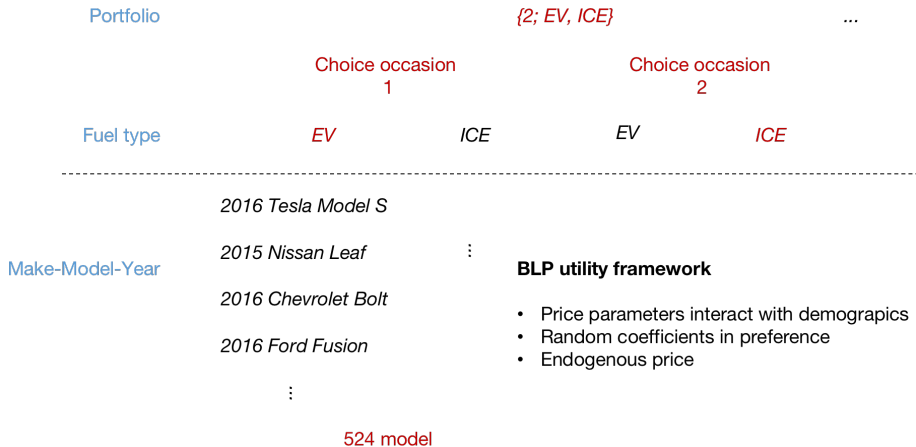 Portfolio {2; EV, ICE} ...
Choice occasion Choice occasion
1 2
Fuel type EV ICE EV ICE
2016 Tesla Model S
2015 Nissan Leaf ⋮
Make-Model-Year BLP utility framework
2016 Chevrolet Bolt
• Price parameters interact with demograpics
• Random coefficients in preference
2016 Ford Fusion
• Endogenous price
⋮
524 model